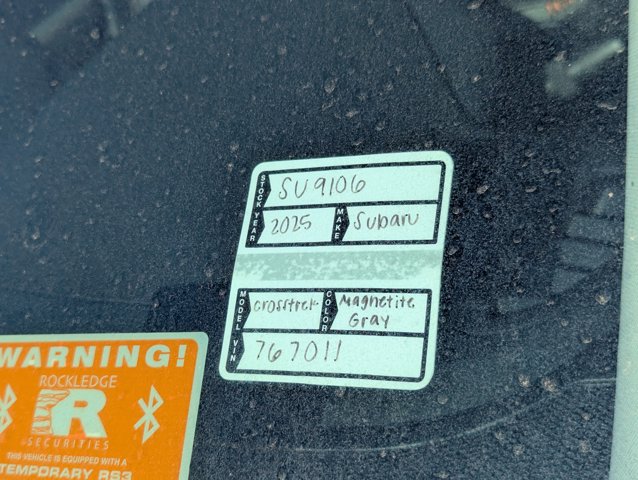 STOCK SU9106
YEAR 2025 MAKE Subaru
MODEL crosstrek COLOR Magnetite
Gray
VIN 767011
WARNING!
ROCKLEDGE
R
SECURITIES
THIS VEHICLE IS EQUIPPED WITH A
TEMPORARY RS3